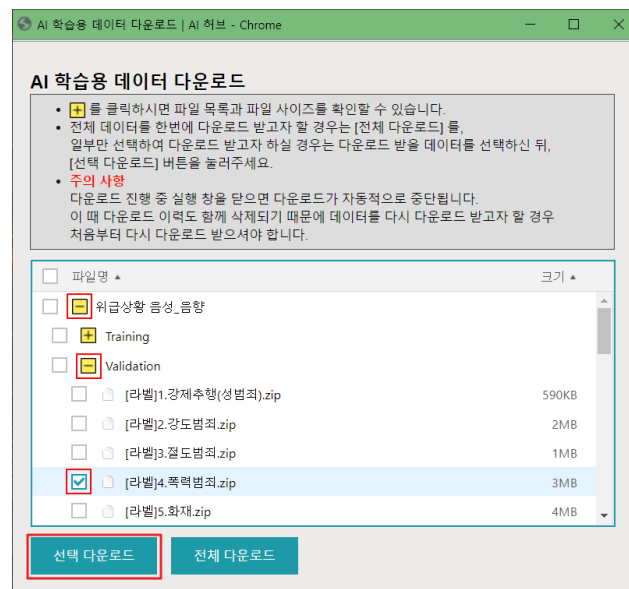 AI 학습용 데이터 다운로드 | AI 허브 - Chrome
AI 학습용 데이터 다운로드
• + 를 클릭하시면 파일 목록과 파일 사이즈를 확인할 수 있습니다.
• 전체 데이터를 한번에 다운로드 받고자 할 경우는 [전체 다운로드] 를,
일부만 선택하여 다운로드 받고자 하실 경우는 다운로드 받을 데이터를 선택하신 뒤,
[선택 다운로드] 버튼을 눌러주세요.
• 주의 사항
다운로드 진행 중 실행 창을 닫으면 다운로드가 자동적으로 중단됩니다.
이 때 다운로드 이력도 함께 삭제되기 때문에 데이터를 다시 다운로드 받고자 할 경우
처음부터 다시 다운로드 받으셔야 합니다.
파일명 ▲ 크기 ▲
위급상황 음성_음향
Training
Validation
[라벨]1.강제추행(성범죄).zip 590KB
[라벨]2.강도범죄.zip 2MB
[라벨]3.절도범죄.zip 1MB
[라벨]4.폭력범죄.zip 3MB
[라벨]5.화재.zip 4MB
선택 다운로드 전체 다운로드